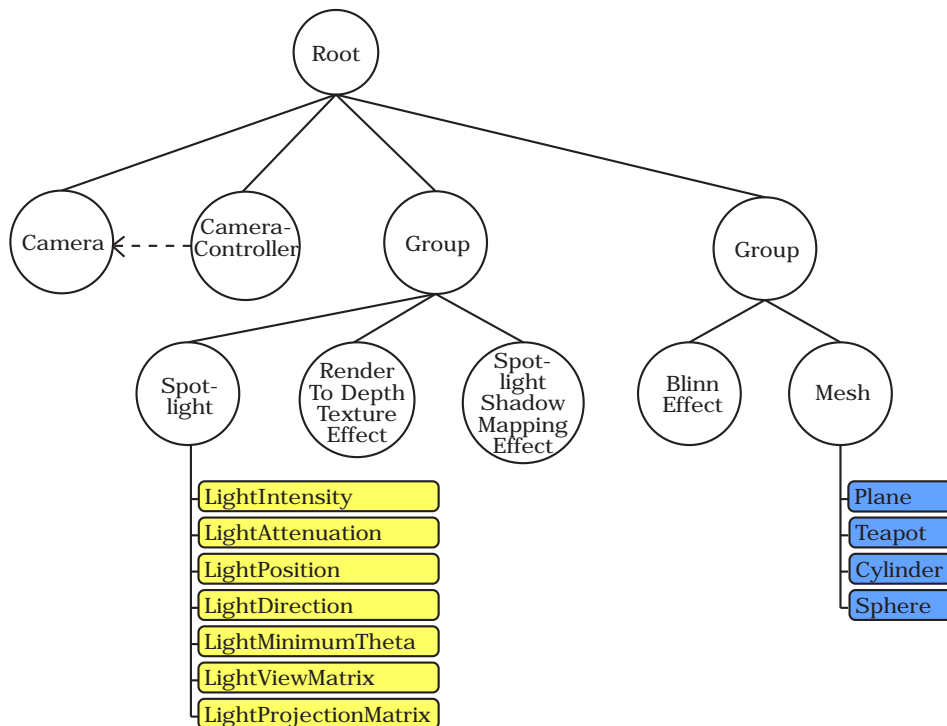 Root
Camera
Camera-
Controller
Group
Group
Spot-
light
Render
To Depth
Texture
Effect
Spot-
light
Shadow
Mapping
Effect
Blinn
Effect
Mesh
LightIntensity
LightAttenuation
LightPosition
LightDirection
LightMinimumTheta
LightViewMatrix
LightProjectionMatrix
Plane
Teapot
Cylinder
Sphere